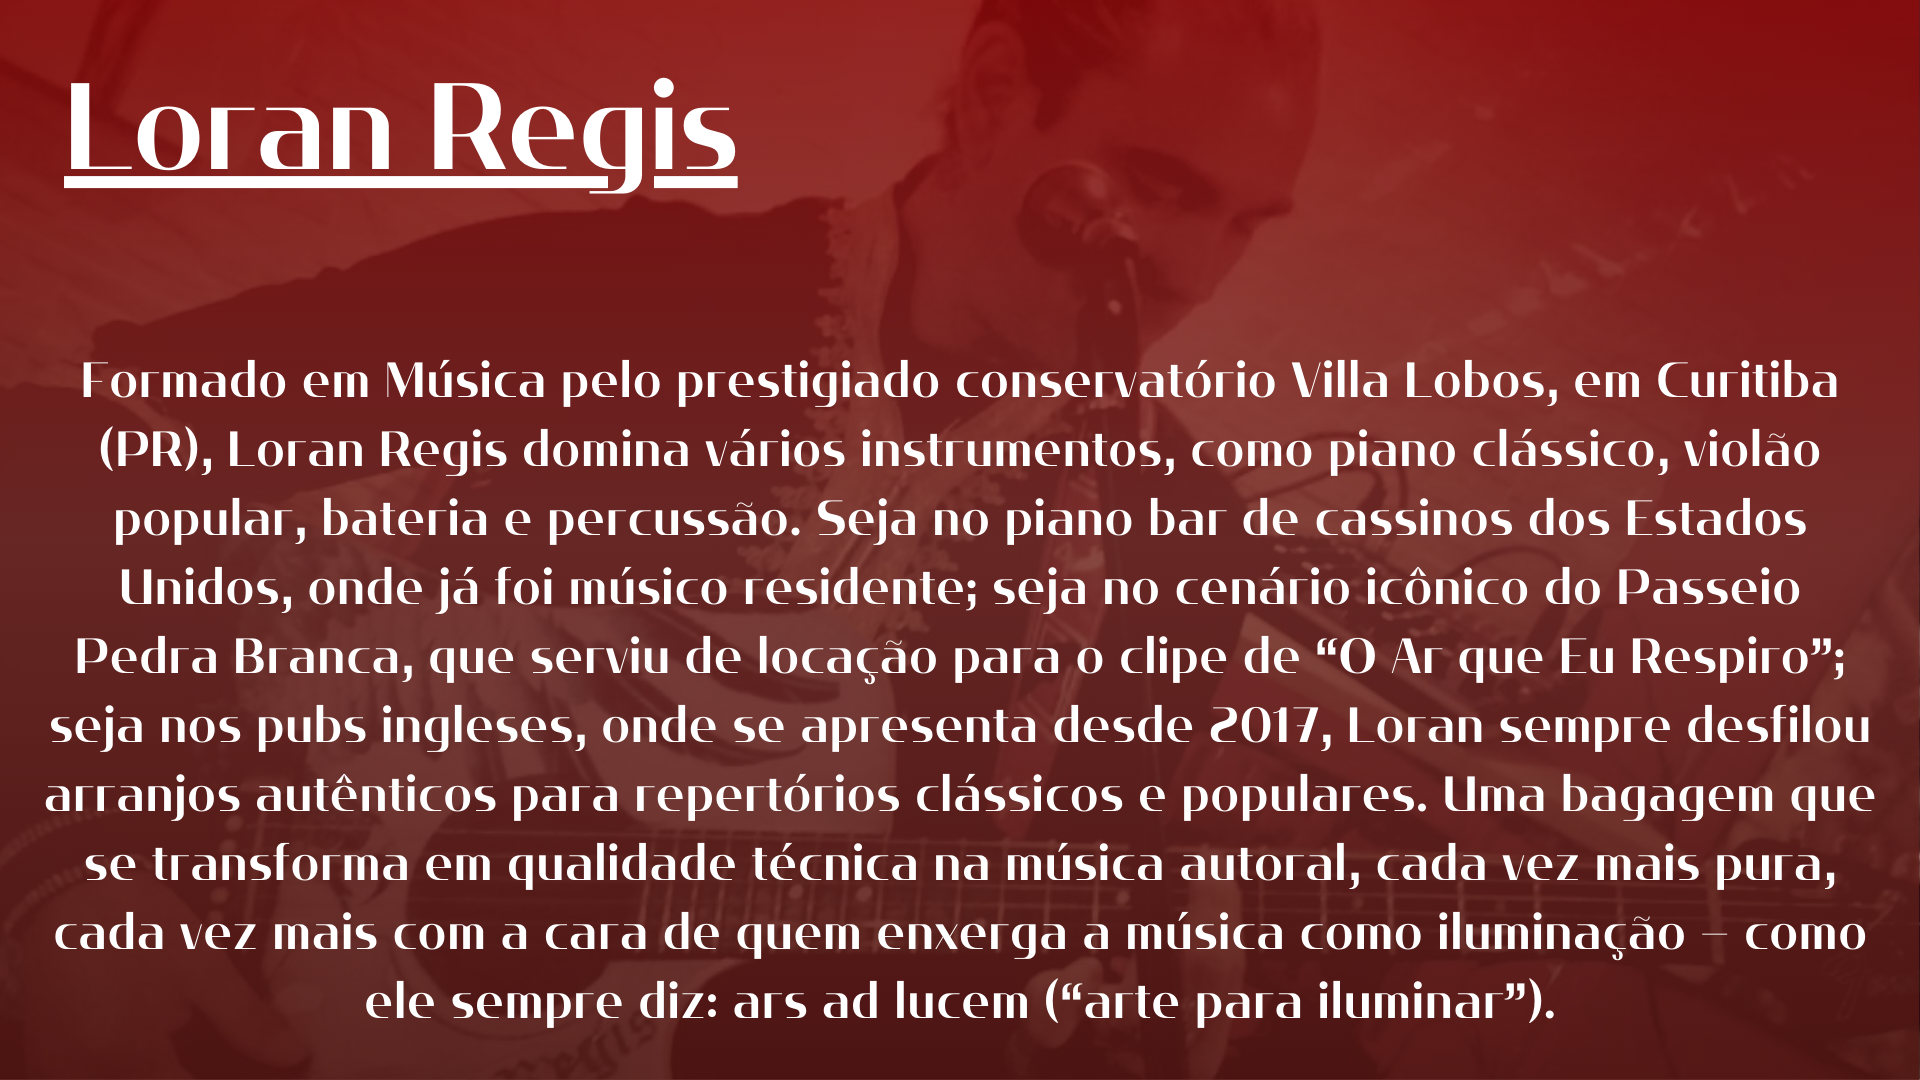 Loran Regis
Formado em Música pelo prestigiado conservatório Villa Lobos, em Curitiba
(PR), Loran Regis domina vários instrumentos, como piano clássico, violão
popular, bateria e percussão. Seja no piano bar de cassinos dos Estados
Unidos, onde já foi músico residente; seja no cenário icônico do Passeio
Pedra Branca, que serviu de locação para o clipe de “O Ar que Eu Respiro”;
seja nos pubs ingleses, onde se apresenta desde 2017, Loran sempre desfilou
arranjos autênticos para repertórios clássicos e populares. Uma bagagem que
se transforma em qualidade técnica na música autoral, cada vez mais pura,
cada vez mais com a cara de quem enxerga a música como iluminação – como
ele sempre diz: ars ad lucem (“arte para iluminar”).